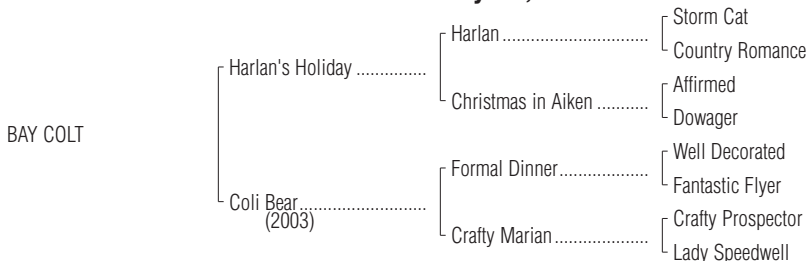 Storm Cat
Harlan
Country Romance
Harlan's Holiday
Affirmed
Christmas in Aiken
Dowager
BAY COLT
Well Decorated
Formal Dinner
Fantastic Flyer
Coli Bear
(2003)
Crafty Prospector
Crafty Marian
Lady Speedwell